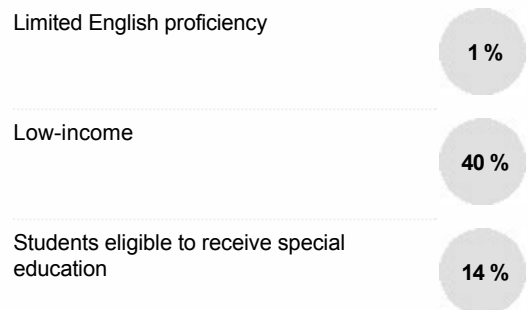 Limited English proficiency
1 %
Low-income
40 %
Students eligible to receive special
education
14 %